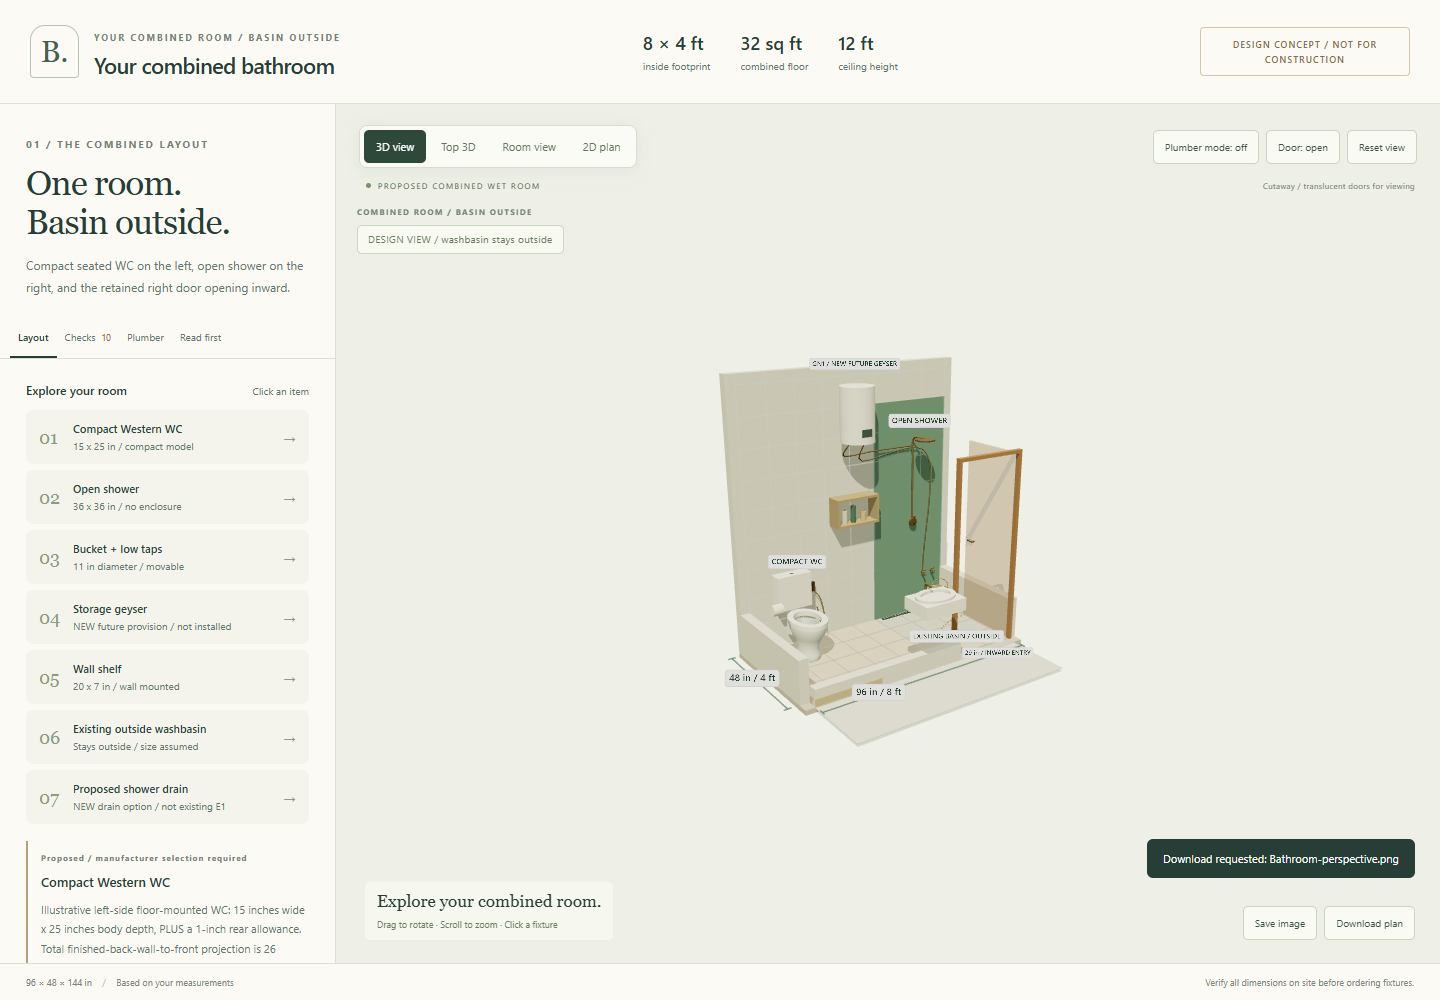 B.
YOUR COMBINED ROOM / BASIN OUTSIDE
Your combined bathroom
8 × 4 ft
inside footprint
32 sq ft
combined floor
12 ft
ceiling height
DESIGN CONCEPT / NOT FOR
CONSTRUCTION
01 / THE COMBINED LAYOUT
One room.
Basin outside.
Compact seated WC on the left, open shower on the
right, and the retained right door opening inward.
Layout
Checks 10
Plumber
Read first
Explore your room
Click an item
01
Compact Western WC
15 x 25 in / compact model
→
02
Open shower
36 x 36 in / no enclosure
→
03
Bucket + low taps
11 in diameter / movable
→
04
Storage geyser
NEW future provision / not installed
→
05
Wall shelf
20 x 7 in / wall mounted
→
06
Existing outside washbasin
Stays outside / size assumed
→
07
Proposed shower drain
NEW drain option / not existing E1
→
Proposed / manufacturer selection required
Compact Western WC
Illustrative left-side floor-mounted WC: 15 inches wide
x 25 inches body depth, PLUS a 1-inch rear allowance.
Total finished-back-wall-to-front projection is 26
3D view
Top 3D
Room view
2D plan
Plumber mode: off
Door: open
Reset view
PROPOSED COMBINED WET ROOM
Cutaway / translucent doors for viewing
COMBINED ROOM / BASIN OUTSIDE
DESIGN VIEW / washbasin stays outside
/ NEW FUTURE GEYSER
OPEN SHOWER
COMPACT WC
EXISTING BASIN / OUTSIDE
/ INWARD ENTRY
48 in / 4 ft
96 in / 8 ft
Download requested: Bathroom-perspective.png
Explore your combined room.
Drag to rotate · Scroll to zoom · Click a fixture
Save image
Download plan
96 × 48 × 144 in / Based on your measurements
Verify all dimensions on site before ordering fixtures.